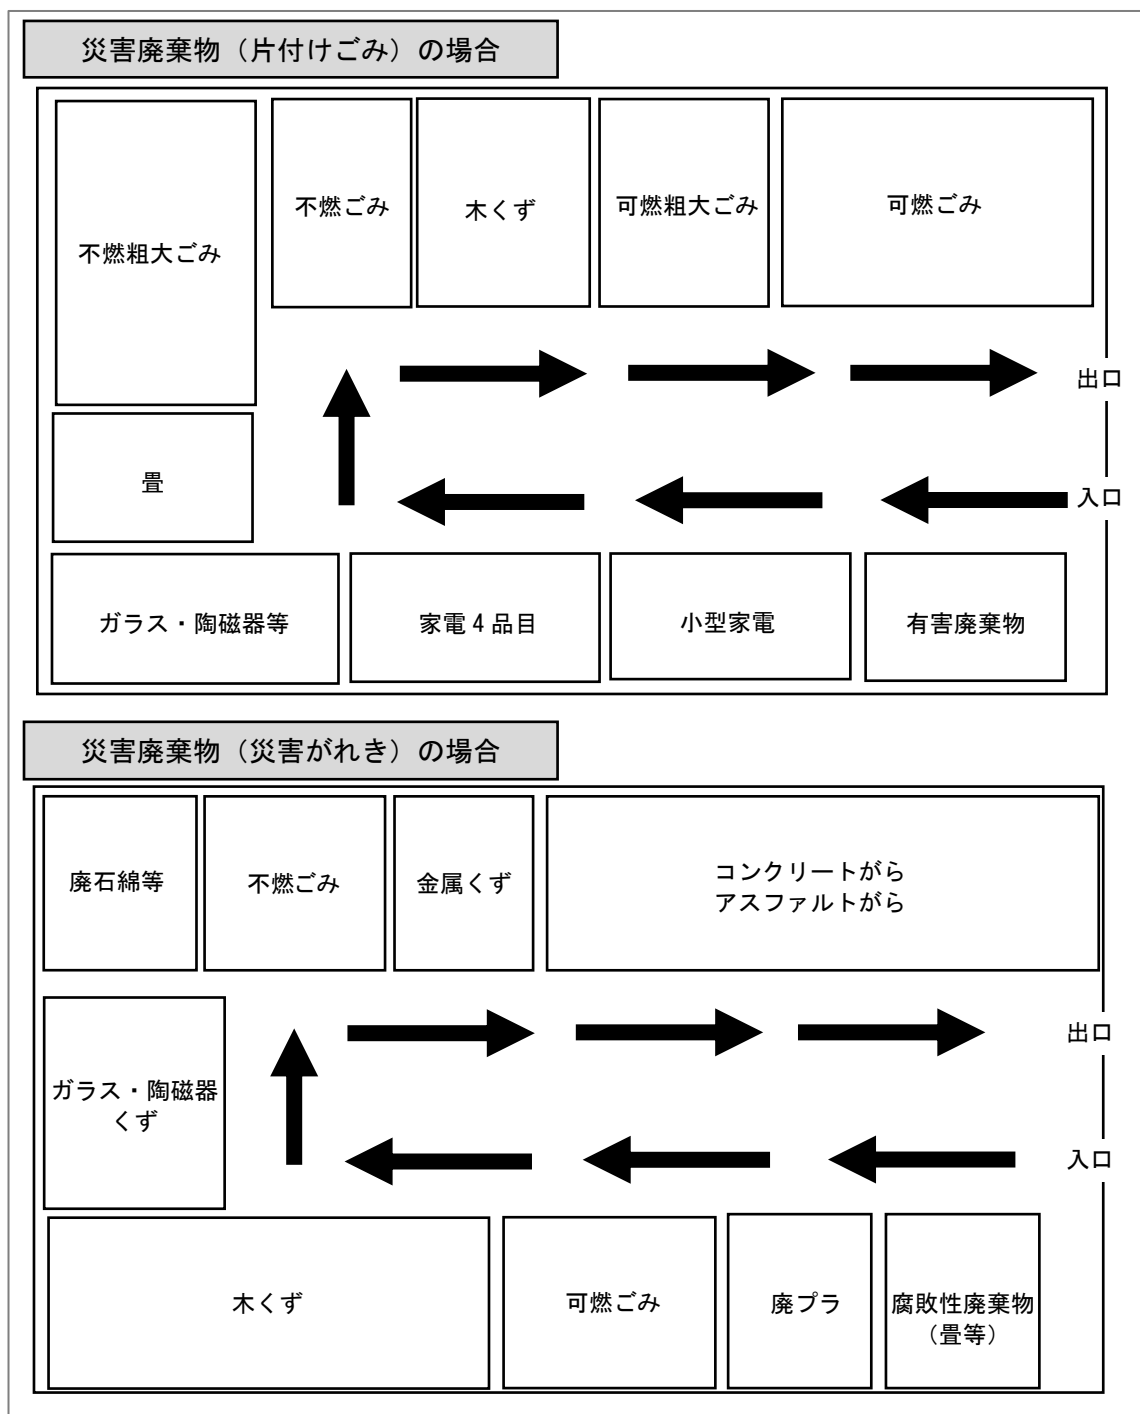 災害廃棄物（片付けごみ）の場合
不燃粗大ごみ
不燃ごみ
木くず
可燃粗大ごみ
可燃ごみ
出口
畳
入口
ガラス・陶磁器等
家電４品目
小型家電
有害廃棄物
災害廃棄物（災害がれき）の場合
廃石綿等
不燃ごみ
金属くず
コンクリートがら
アスファルトがら
出口
ガラス・陶磁器
くず
入口
木くず
可燃ごみ
廃プラ
腐敗性廃棄物
（畳等）